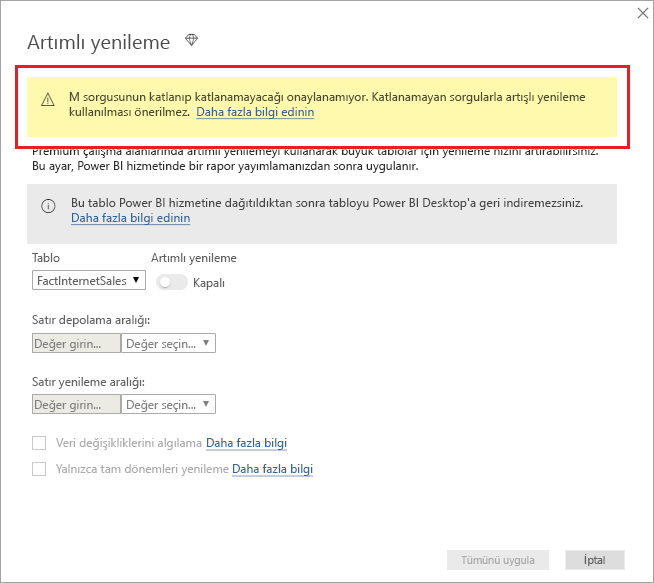 Artımlı yenileme
M sorgusunun katlanıp katlanamayacağı onaylanamıyor. Katlanamayan sorgularla artışlı yenileme
kullanılması önerilmez. Daha fazla bilgi edinin
Premium çalışma alanlarında artımlı yenilemeyi kullanarak büyük tablolar için yenileme hızını artırabilirsiniz.
Bu ayar, Power BI hizmetinde bir rapor yayımlamanızdan sonra uygulanır.
Bu tablo Power BI hizmetine dağıtıldıktan sonra tabloyu Power BI Desktop'a geri indiremezsiniz.
Daha fazla bilgi edinin
Tablo Artımlı yenileme
FactInternetSales Kapalı
Satır depolama aralığı:
Değer girin... Değer seçin...
Satır yenileme aralığı:
Değer girin... Değer seçin...
Veri değişikliklerini algılama Daha fazla bilgi
Yalnızca tam dönemleri yenileme Daha fazla bilgi
Tümünü uygula İptal